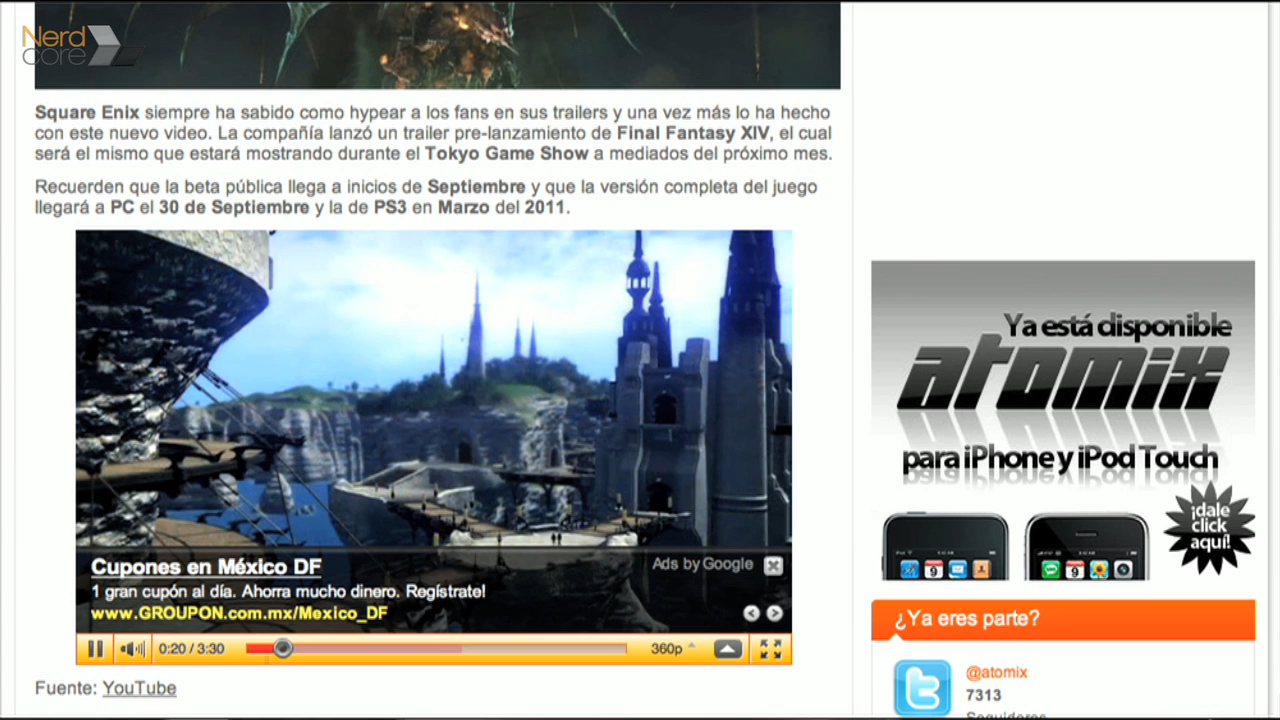 Nerd
core
Square Enix siempre ha sabido como hypear a los fans en sus trailers y una vez más lo ha hecho
con este nuevo video. La compañía lanzó un trailer pre-lanzamiento de Final Fantasy XIV, el cual
será el mismo que estará mostrando durante el Tokyo Game Show a mediados del próximo mes.
Recuerden que la beta pública llega a inicios de Septiembre y que la versión completa del juego
llegará a PC el 30 de Septiembre y la de PS3 en Marzo del 2011.
Cupones en México DF
Ads by Google
1 gran cupón al día. Ahorra mucho dinero. Regístrate!
www.GROUPON.com.mx/Mexico_DF
0:20 / 3:30
360p
Fuente: YouTube
Ya está disponible
atomix
para iPhone y iPod Touch
¡dale
click
aquí!
9
9
¿Ya eres parte?
t
@atomix
7313
Seguidores